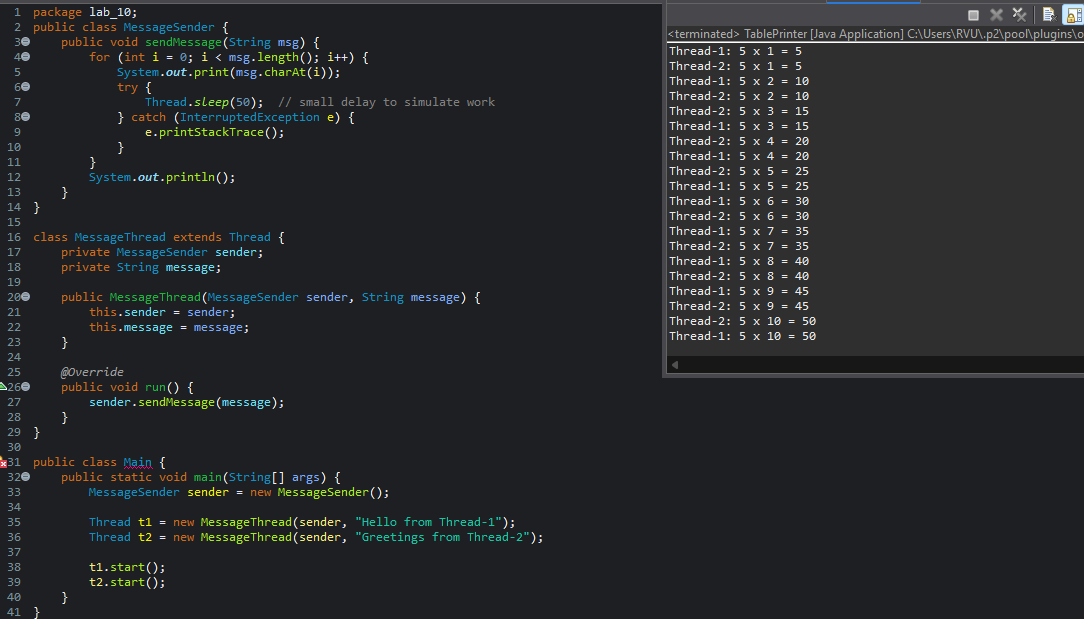 1 package lab_10;
2 public class MessageSender {
3 public void sendMessage(String msg) {
4 for (int i = 0; i < msg.length(); i++) {
5 System.out.print(msg.charAt(i));
6 try {
7 Thread.sleep(50);  // small delay to simulate work
8 } catch (InterruptedException e) {
9 e.printStackTrace();
10 }
11 }
12 System.out.println();
13 }
14 }
15
16 class MessageThread extends Thread {
17 private MessageSender sender;
18 private String message;
19
20 public MessageThread(MessageSender sender, String message) {
21 this.sender = sender;
22 this.message = message;
23 }
24
25 @Override
26 public void run() {
27 sender.sendMessage(message);
28 }
29 }
30
31 public class Main {
32 public static void main(String[] args) {
33 MessageSender sender = new MessageSender();
34
35 Thread t1 = new MessageThread(sender, "Hello from Thread-1");
36 Thread t2 = new MessageThread(sender, "Greetings from Thread-2");
37
38 t1.start();
39 t2.start();
40 }
41 }
<terminated> TablePrinter [Java Application] C:\Users\RVU\.p2\pool\plugins\o
Thread-1: 5 x 1 = 5
Thread-2: 5 x 1 = 5
Thread-1: 5 x 2 = 10
Thread-2: 5 x 2 = 10
Thread-2: 5 x 3 = 15
Thread-1: 5 x 3 = 15
Thread-2: 5 x 4 = 20
Thread-1: 5 x 4 = 20
Thread-2: 5 x 5 = 25
Thread-1: 5 x 5 = 25
Thread-1: 5 x 6 = 30
Thread-2: 5 x 6 = 30
Thread-1: 5 x 7 = 35
Thread-2: 5 x 7 = 35
Thread-1: 5 x 8 = 40
Thread-2: 5 x 8 = 40
Thread-1: 5 x 9 = 45
Thread-2: 5 x 9 = 45
Thread-2: 5 x 10 = 50
Thread-1: 5 x 10 = 50